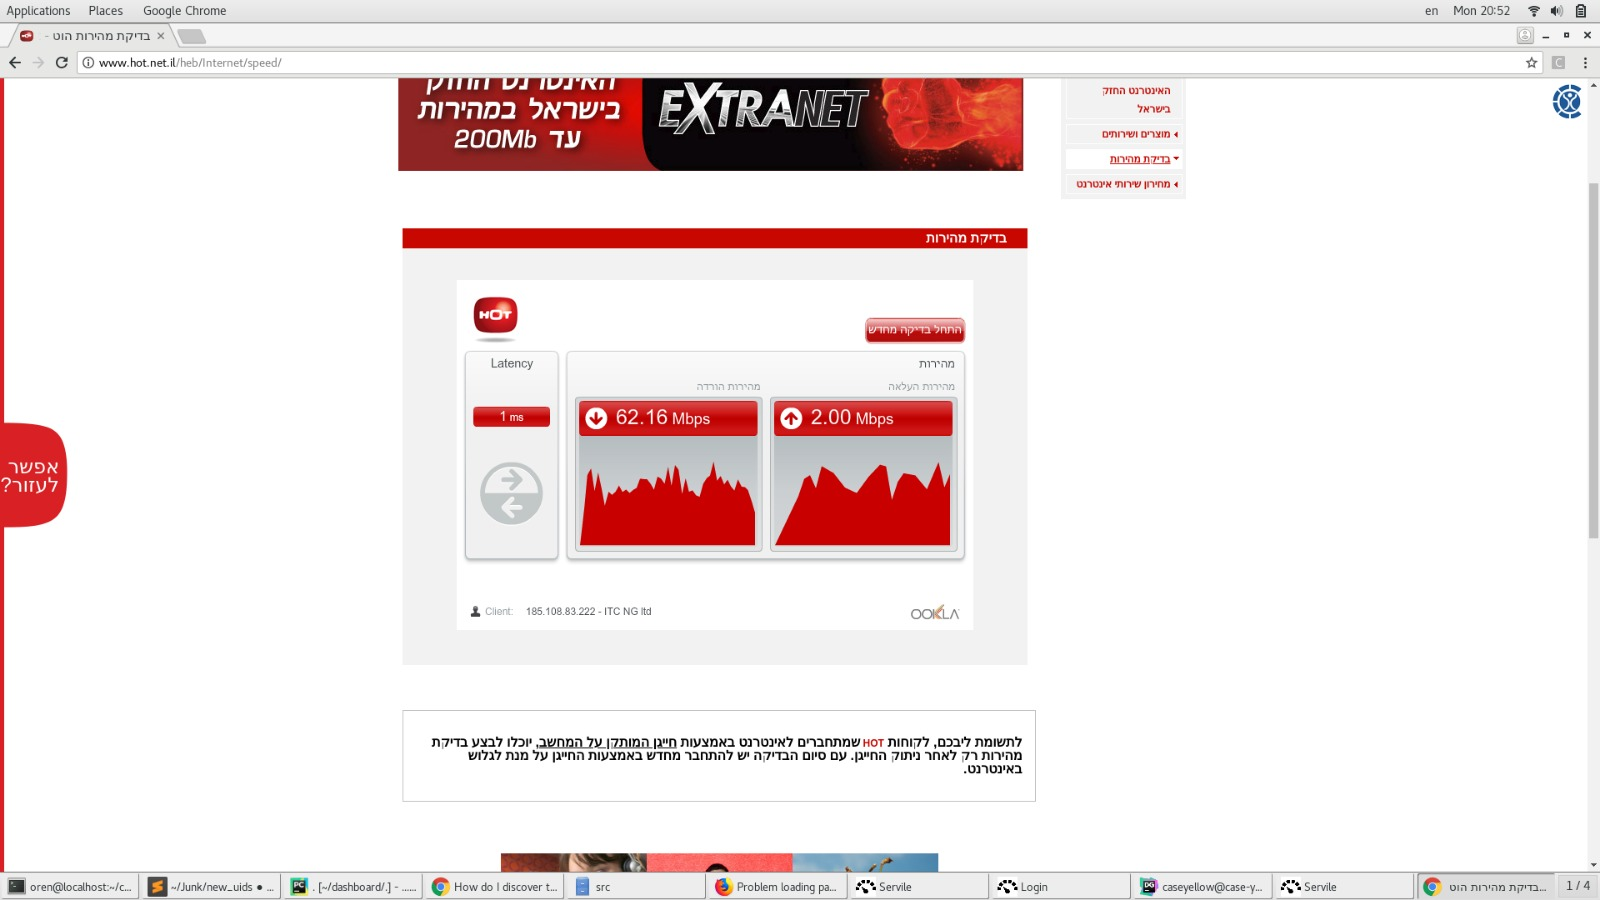 Applications Places Google Chrome
en Mon 20:52
בדיקת מהירות הוט -
www.hot.net.il/heb/Internet/speed/
האינטרנט החזק
בישראל במהירות
עד 200Mb
EXTRANET
האינטרנט החזק
בישראל
מוצרים ושירותים
בדיקת מהירות
מחירון שירותי אינטרנט
בדיקת מהירות
HOT
התחל בדיקה מחדש
Latency
מהירות
מהירות הורדה
מהירות העלאה
1 ms
62.16 Mbps
2.00 Mbps
אפשר
לעזור?
Client: 185.108.83.222 - ITC NG ltd
OOKLA
לתשומת ליבכם, לקוחות HOT שמתחברים לאינטרנט באמצעות חייגן המותקן על המחשב, יוכלו לבצע בדיקת
מהירות רק לאחר ניתוק החייגן. עם סיום הבדיקה יש להתחבר מחדש באמצעות החייגן על מנת לגלוש
באינטרנט.
oren@localhost:~/c...
~/Junk/new_uids ● ...
. [~/dashboard/.] - ......
How do I discover t...
src
Problem loading pa...
Servile
Login
caseyellow@case-y...
Servile
בדיקת מהירות הוט...
1 / 4